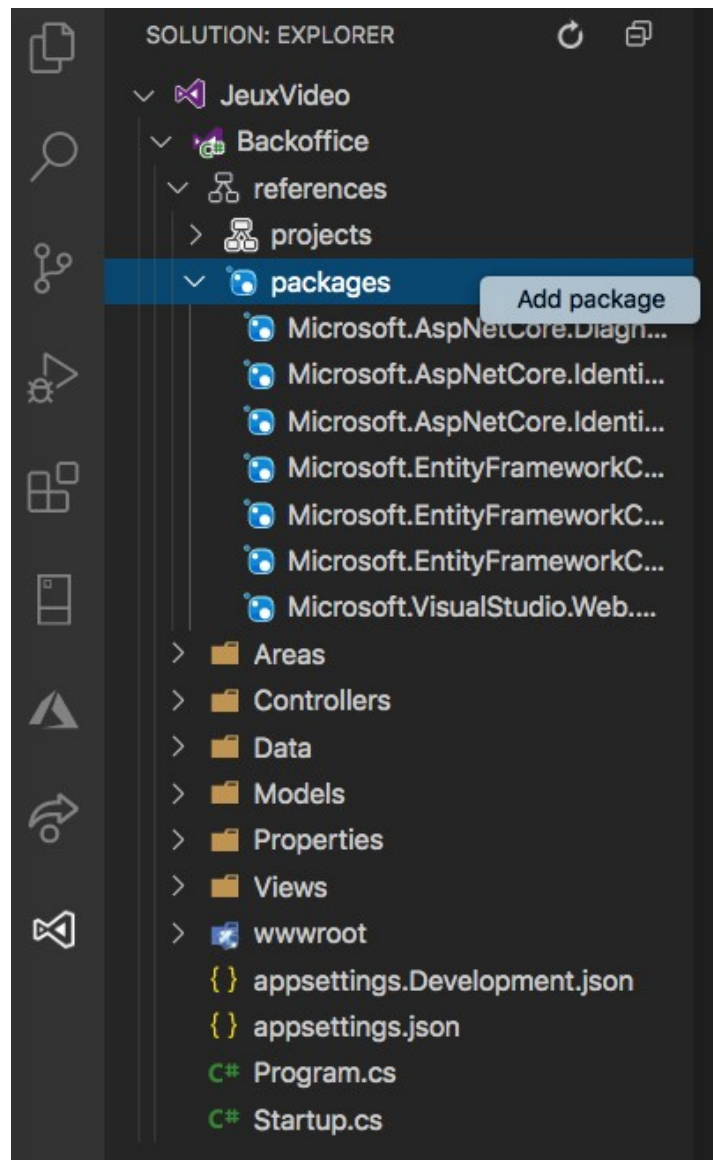 SOLUTION: EXPLORER
JeuxVideo
Backoffice
references
projects
packages
Add package
Microsoft.AspNetCore.Diagn...
Microsoft.AspNetCore.Identi...
Microsoft.AspNetCore.Identi...
Microsoft.EntityFrameworkC...
Microsoft.EntityFrameworkC...
Microsoft.EntityFrameworkC...
Microsoft.VisualStudio.Web....
Areas
Controllers
Data
Models
Properties
Views
wwwroot
{ } appsettings.Development.json
{ } appsettings.json
C# Program.cs
C# Startup.cs